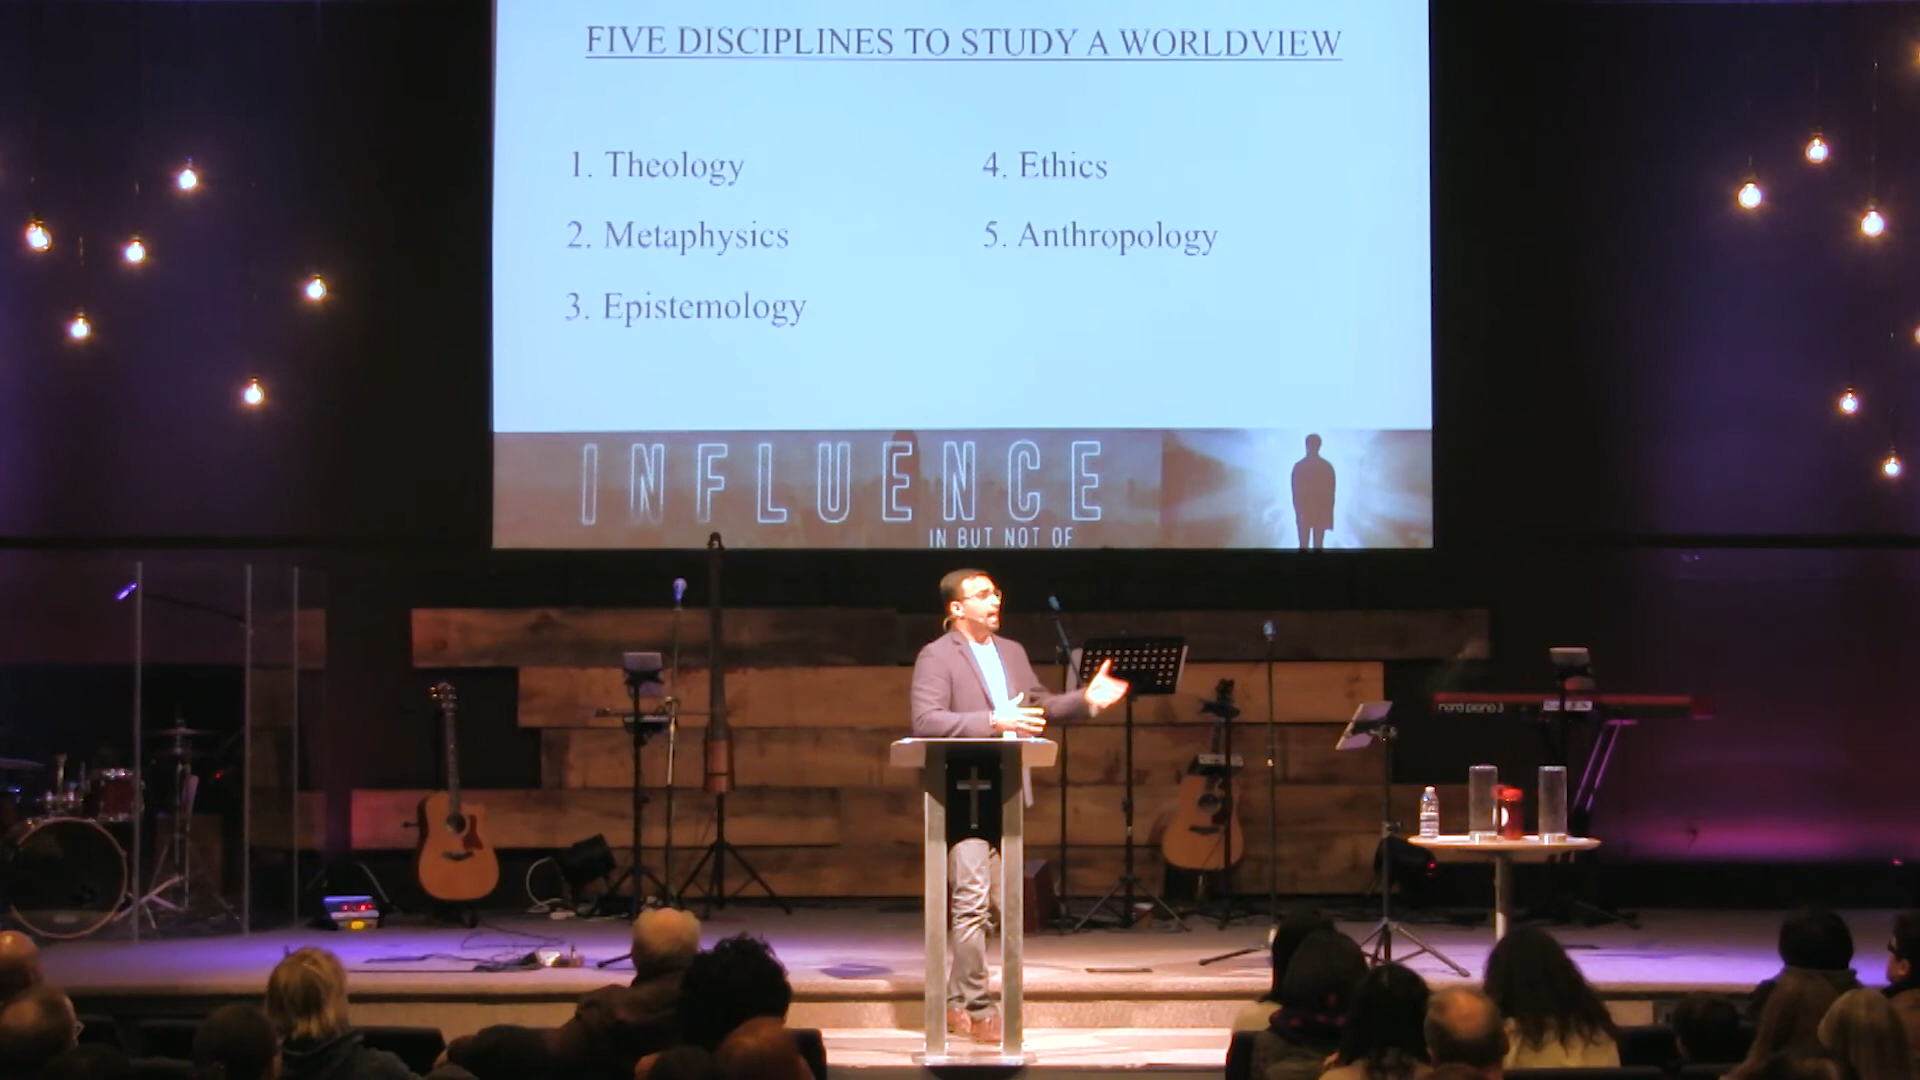 FIVE DISCIPLINES TO STUDY A WORLDVIEW
1. Theology
2. Metaphysics
3. Epistemology
4. Ethics
5. Anthropology
INFLUENCE
IN BUT NOT OF
nord piano 3